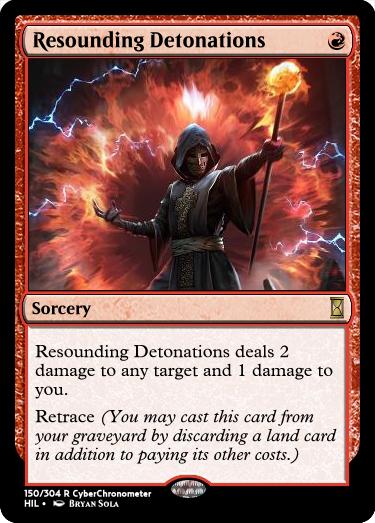 Resounding Detonations
Sorcery
Resounding Detonations deals 2
damage to any target and 1 damage to
you.
Retrace (You may cast this card from
your graveyard by discarding a land card
in addition to paying its other costs.)
150/304 R CyberChronometer
HIL • Bryan Sola